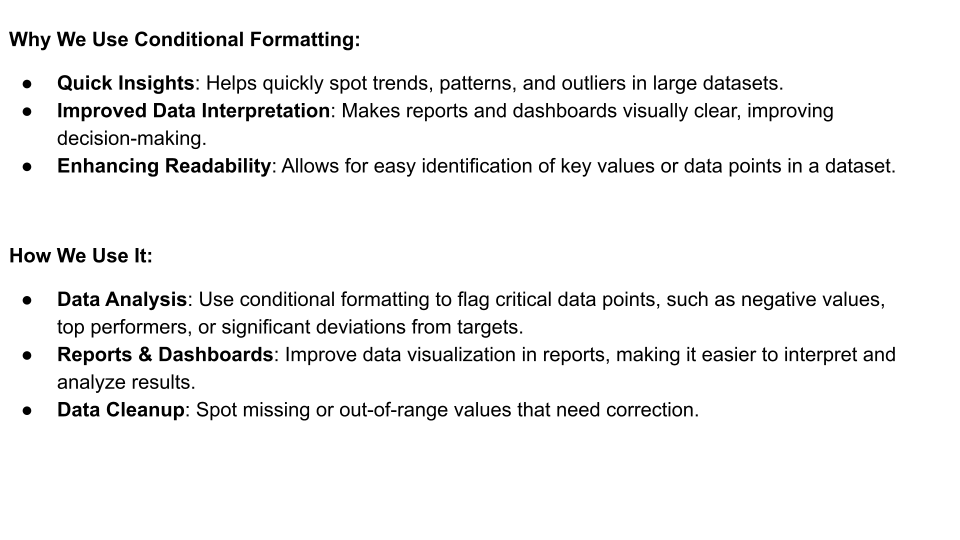 Why We Use Conditional Formatting:
● Quick Insights: Helps quickly spot trends, patterns, and outliers in large datasets.
● Improved Data Interpretation: Makes reports and dashboards visually clear, improving
decision-making.
● Enhancing Readability: Allows for easy identification of key values or data points in a dataset.
How We Use It:
● Data Analysis: Use conditional formatting to flag critical data points, such as negative values,
top performers, or significant deviations from targets.
● Reports & Dashboards: Improve data visualization in reports, making it easier to interpret and
analyze results.
● Data Cleanup: Spot missing or out-of-range values that need correction.